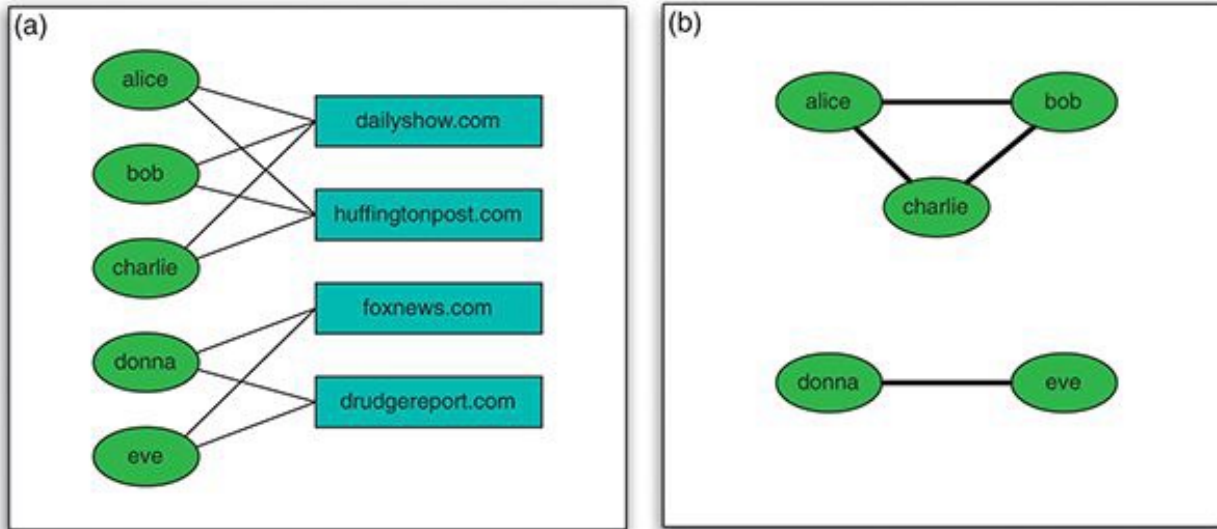 (a)
alice
bob
charlie
donna
eve
dailyshow.com
huffingtonpost.com
foxnews.com
drudgereport.com
(b)
alice
bob
charlie
donna
eve